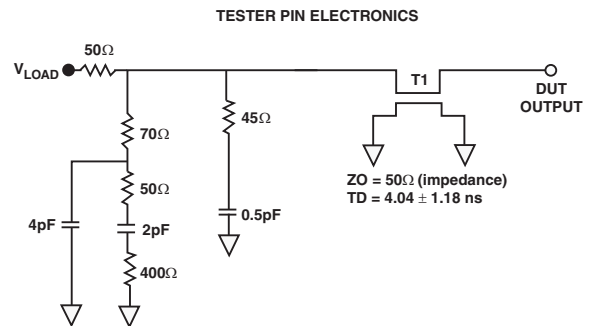 TESTER PIN ELECTRONICS
50Ω
VLOAD
T1
DUT
OUTPUT
45Ω
70Ω
50Ω
ZO = 50Ω (impedance)
TD = 4.04 ± 1.18 ns
4pF
2pF
0.5pF
400Ω